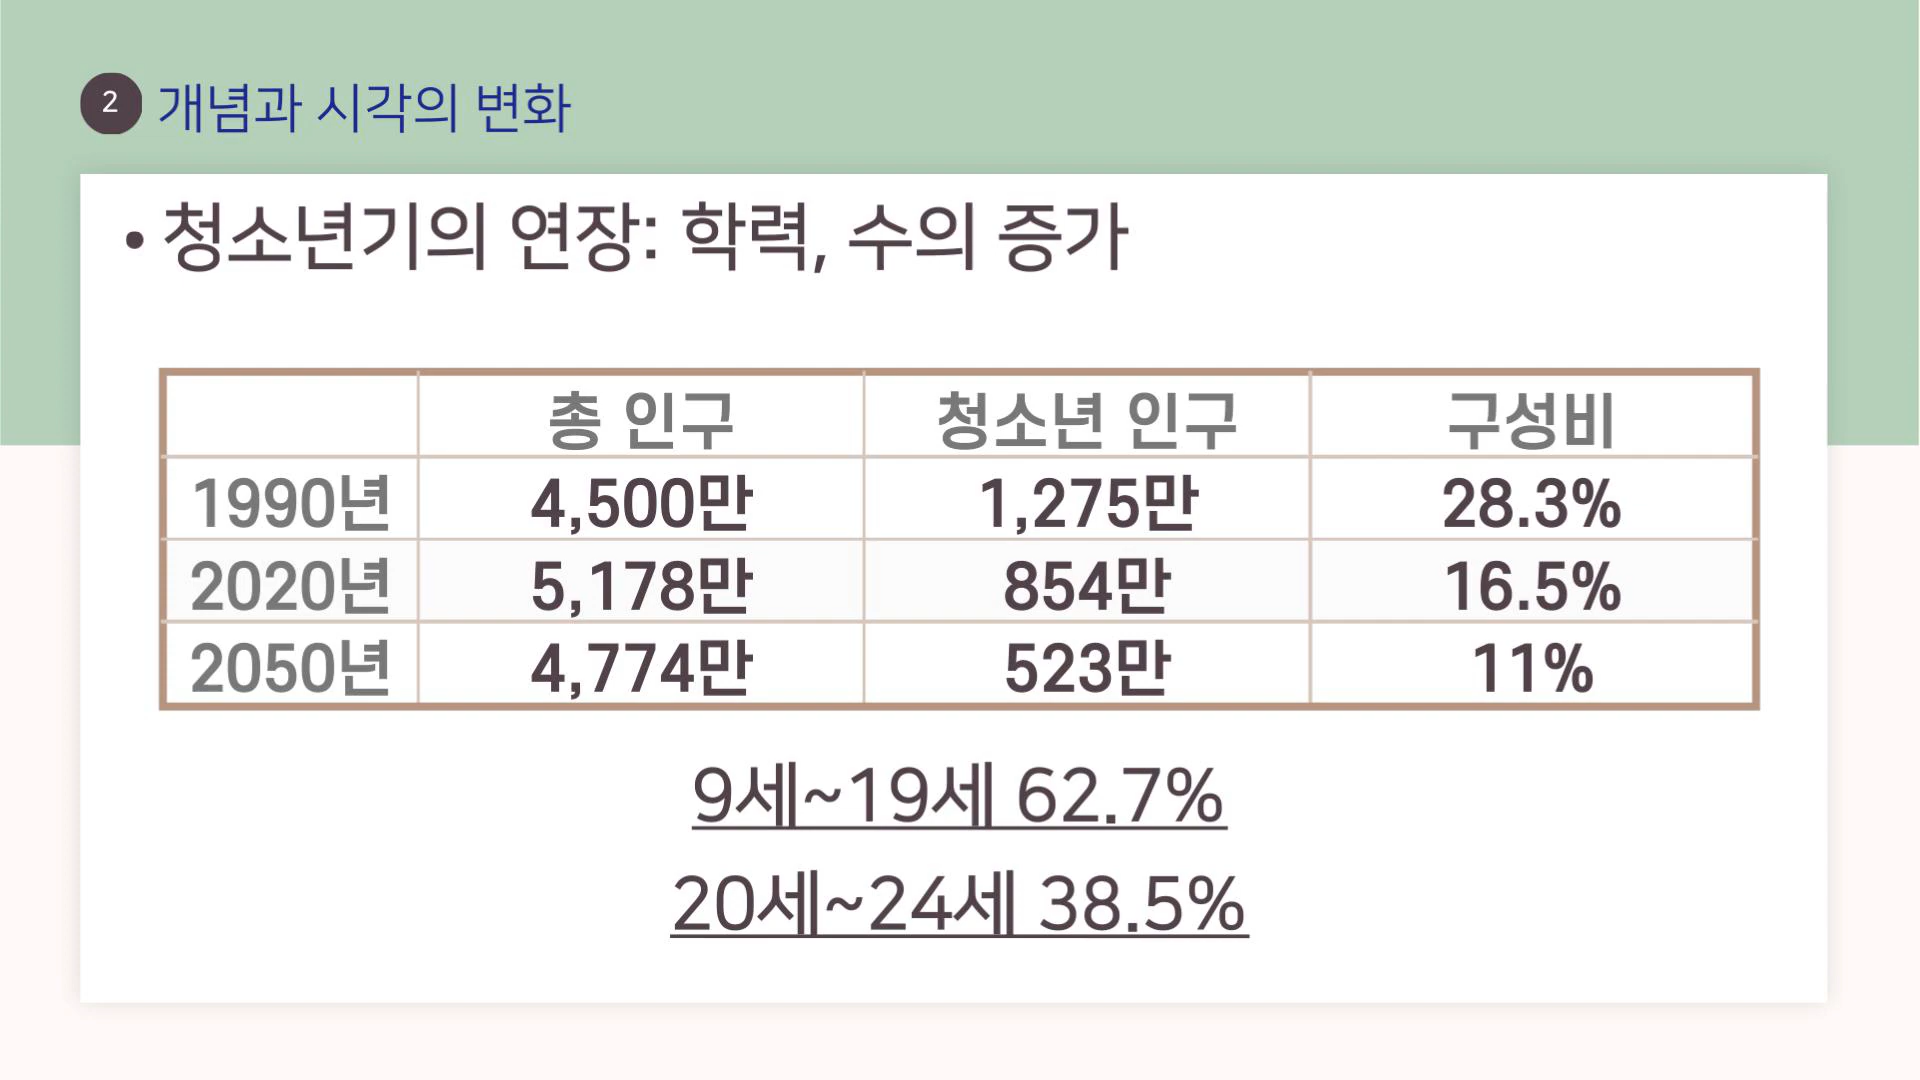 2 개념과 시각의 변화
• 청소년기의 연장: 학력, 수의 증가
총 인구 청소년 인구 구성비
1990년 4,500만 1,275만 28.3%
2020년 5,178만 854만 16.5%
2050년 4,774만 523만 11%
9세~19세 62.7%
20세~24세 38.5%